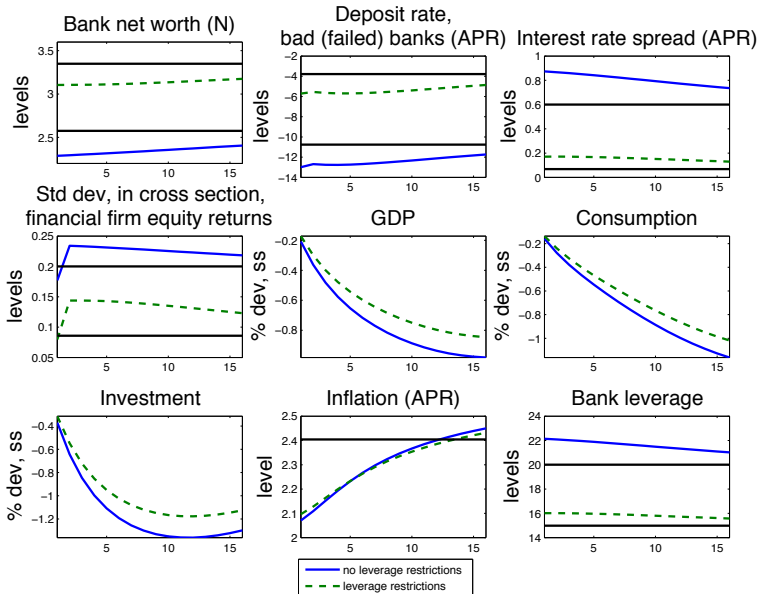 Bank net worth (N)
levels
3.5
3
2.5
5 10 15
Deposit rate,
bad (failed) banks (APR)
levels
−2
−4
−6
−8
−10
−12
−14
5 10 15
Interest rate spread (APR)
levels
1
0.8
0.6
0.4
0.2
0
5 10 15
Std dev, in cross section,
financial firm equity returns
levels
0.25
0.2
0.15
0.1
0.05
5 10 15
GDP
% dev, ss
−0.2
−0.4
−0.6
−0.8
5 10 15
Consumption
% dev, ss
−0.2
−0.4
−0.6
−0.8
−1
5 10 15
Investment
% dev, ss
−0.4
−0.6
−0.8
−1
−1.2
5 10 15
Inflation (APR)
level
2.5
2.4
2.3
2.2
2.1
2
5 10 15
Bank leverage
levels
24
22
20
18
16
14
5 10 15
no leverage restrictions
leverage restrictions